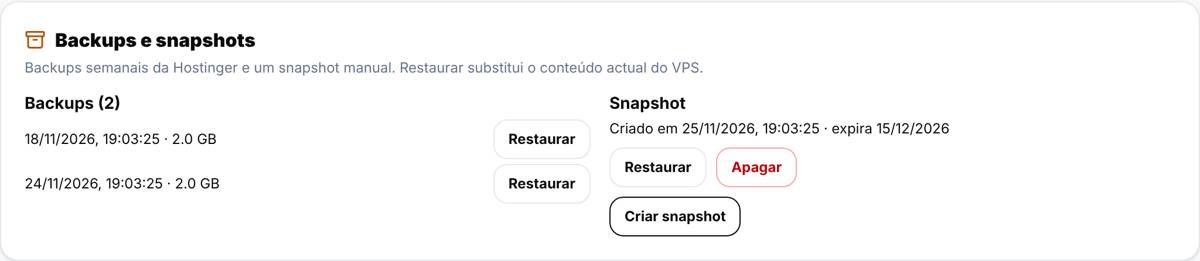 Backups e snapshots
Backups semanais da Hostinger e um snapshot manual. Restaurar substitui o conteúdo actual do VPS.
Backups (2)
18/11/2026, 19:03:25 · 2.0 GB
Restaurar
24/11/2026, 19:03:25 · 2.0 GB
Restaurar
Snapshot
Criado em 25/11/2026, 19:03:25 · expira 15/12/2026
Restaurar
Apagar
Criar snapshot